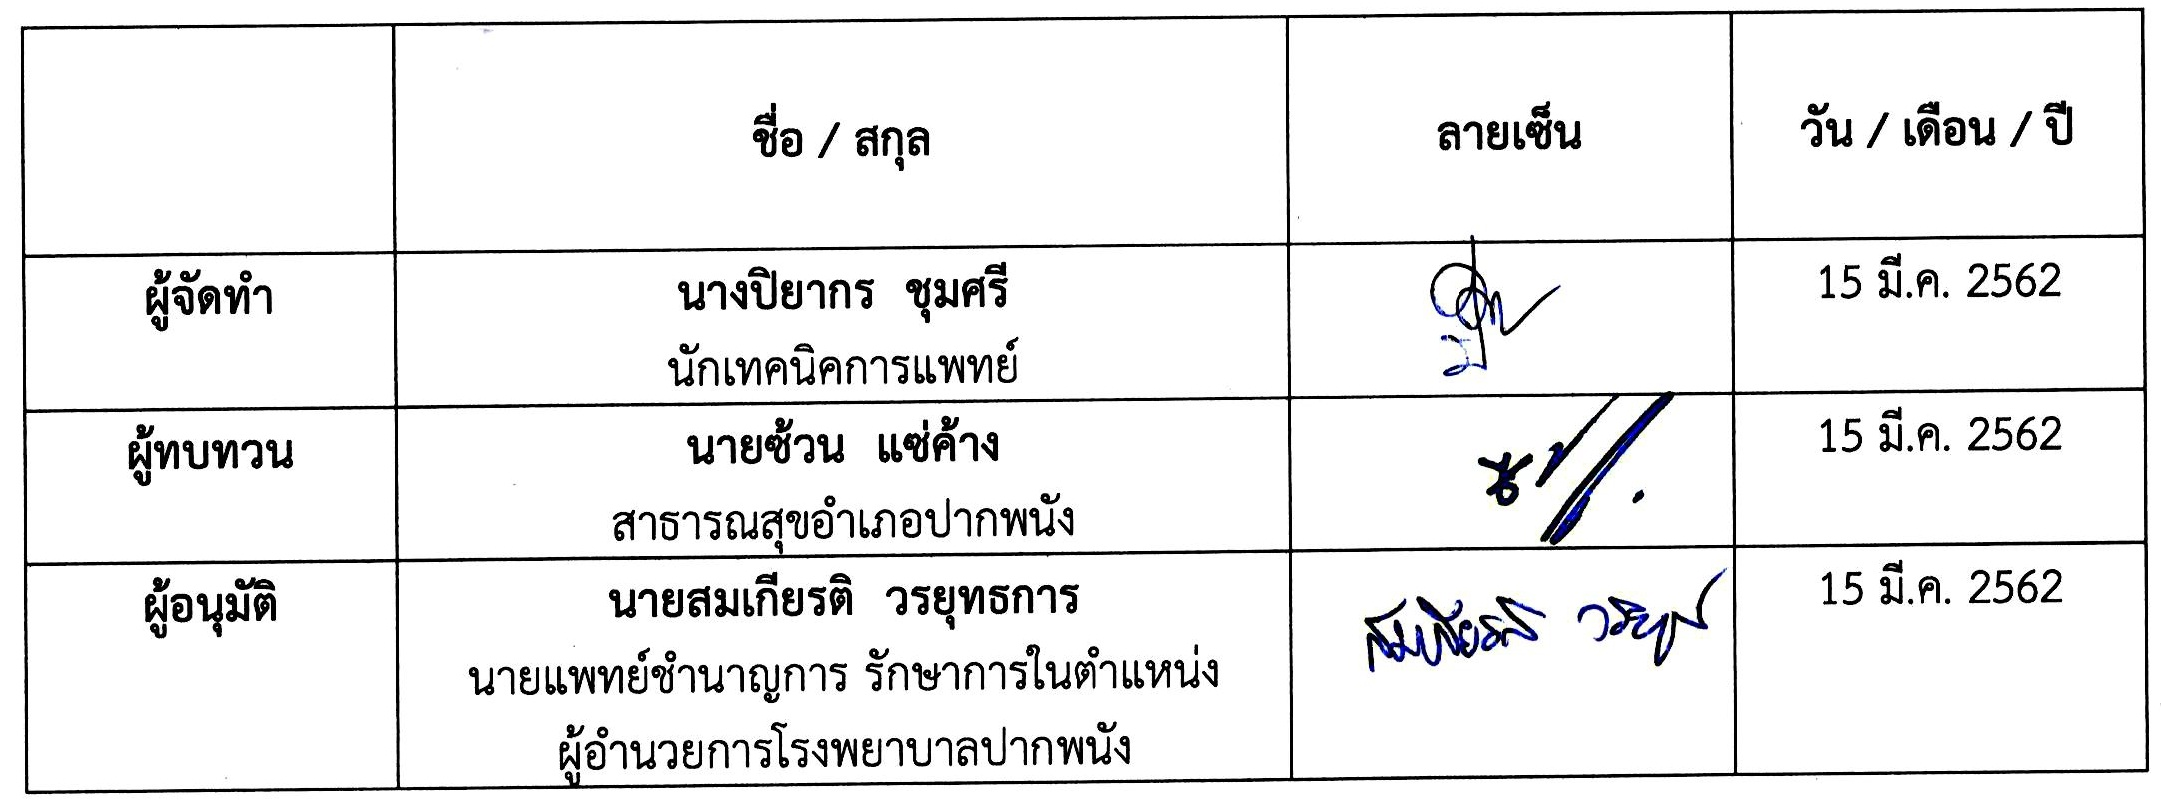 ชื่อ / สกุล ลายเซ็น วัน / เดือน / ปี
ผู้จัดทำ นางปิยากร ชุมศรี 15 มี.ค. 2562
นักเทคนิคการแพทย์
ผู้ทบทวน นายซ้วน แซ่ค้าง 15 มี.ค. 2562
สาธารณสุขอำเภอปากพนัง
ผู้อนุมัติ นายสมเกียรติ วรยุทธการ สมเกียรติ 15 มี.ค. 2562
นายแพทย์ชำนาญการ รักษาการในตำแหน่ง
ผู้อำนวยการโรงพยาบาลปากพนัง